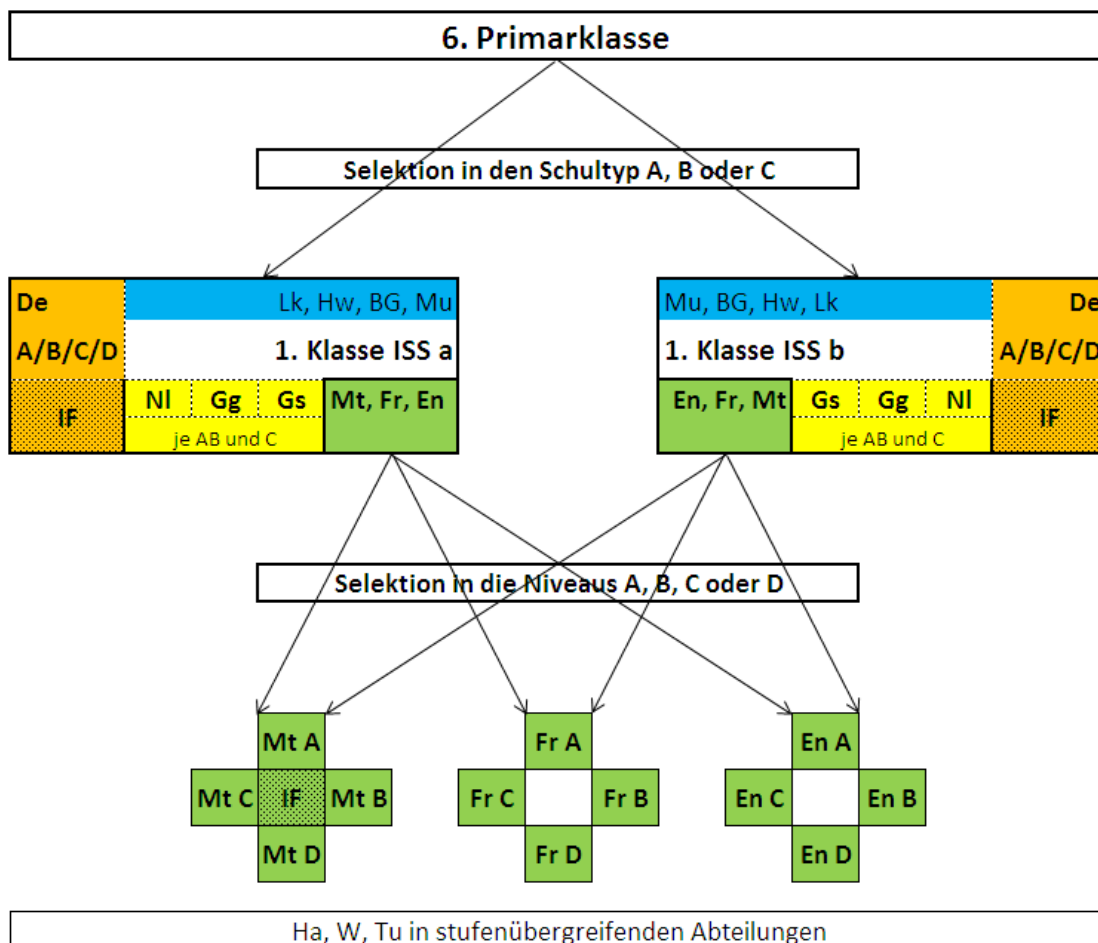 6. Primarklasse
Selektion in den Schultyp A, B oder C
De
A/B/C/D
IF
Lk, Hw, BG, Mu
1. Klasse ISS a
Nl Gg Gs
je AB und C
Mt, Fr, En
Mu, BG, Hw, Lk
1. Klasse ISS b
En, Fr, Mt
Gs Gg Nl
je AB und C
De
A/B/C/D
IF
Selektion in die Niveaus A, B, C oder D
Mt A
Mt C IF Mt B
Mt D
Fr A
Fr C Fr B
Fr D
En A
En C En B
En D
Ha, W, Tu in stufenübergreifenden Abteilungen